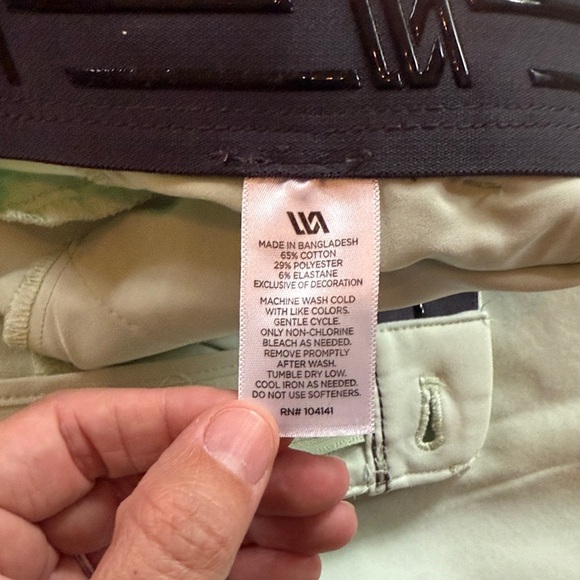 MADE IN BANGLADESH
65% COTTON
29% POLYESTER
6% ELASTANE
EXCLUSIVE OF DECORATION
MACHINE WASH COLD
WITH LIKE COLORS.
GENTLE CYCLE.
ONLY NON-CHLORINE
BLEACH AS NEEDED.
REMOVE PROMPTLY
AFTER WASH.
TUMBLE DRY LOW.
COOL IRON AS NEEDED.
DO NOT USE SOFTENERS.
RN# 104141